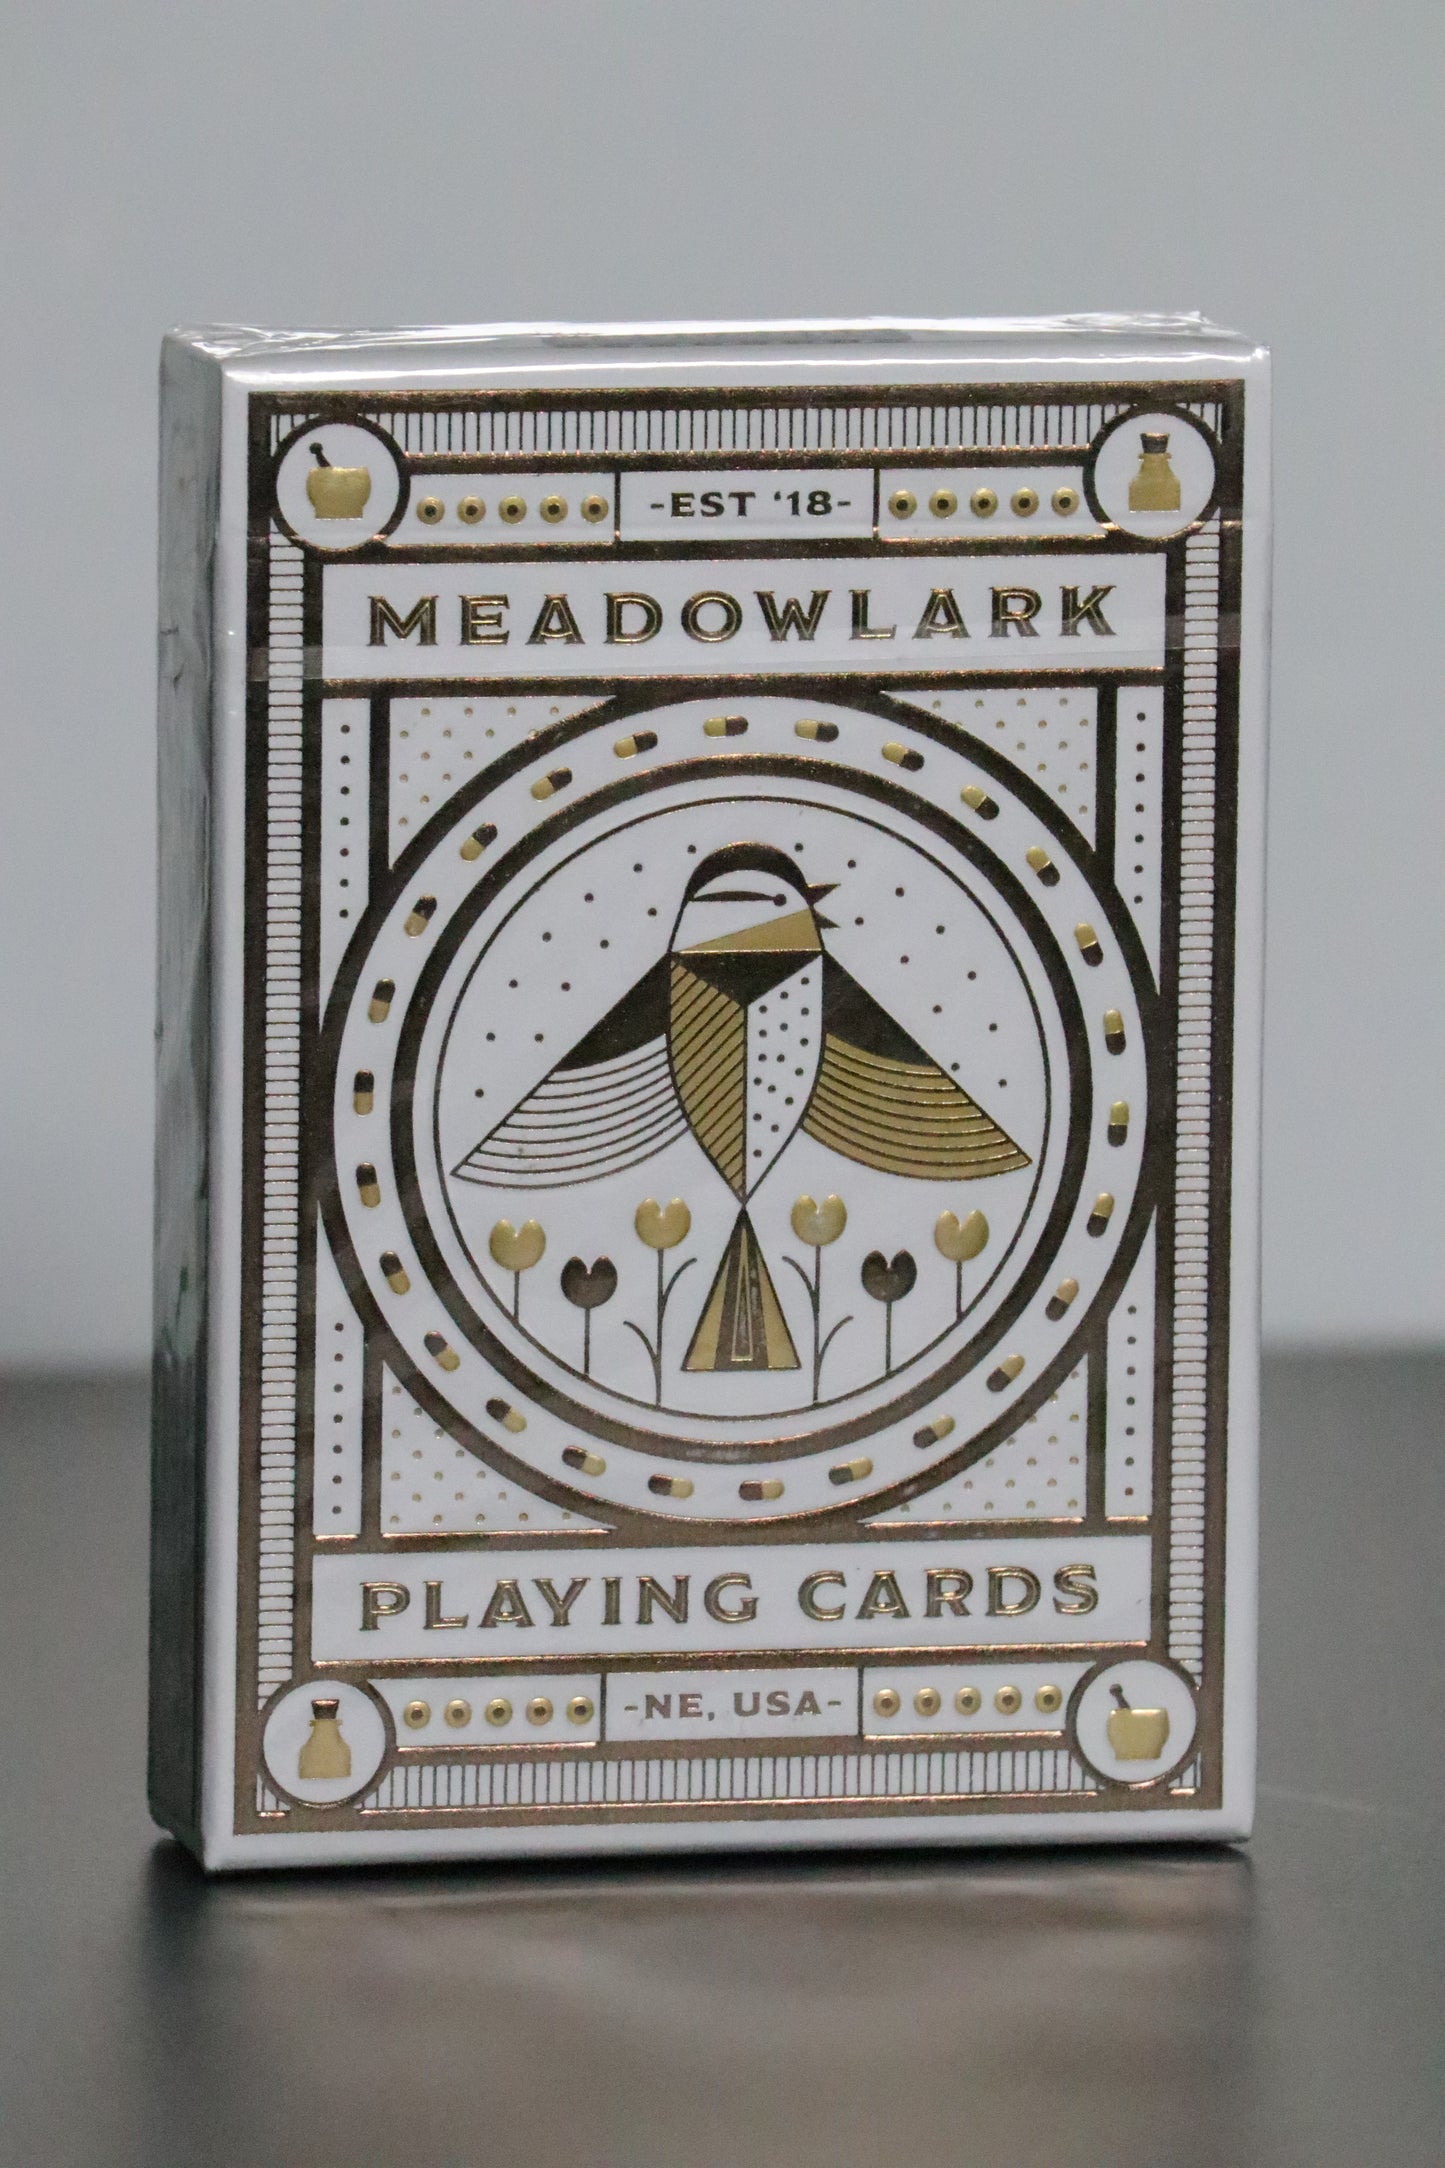 -EST ‘18-
MEADOWLARK
PLAYING CARDS
-NE, USA-